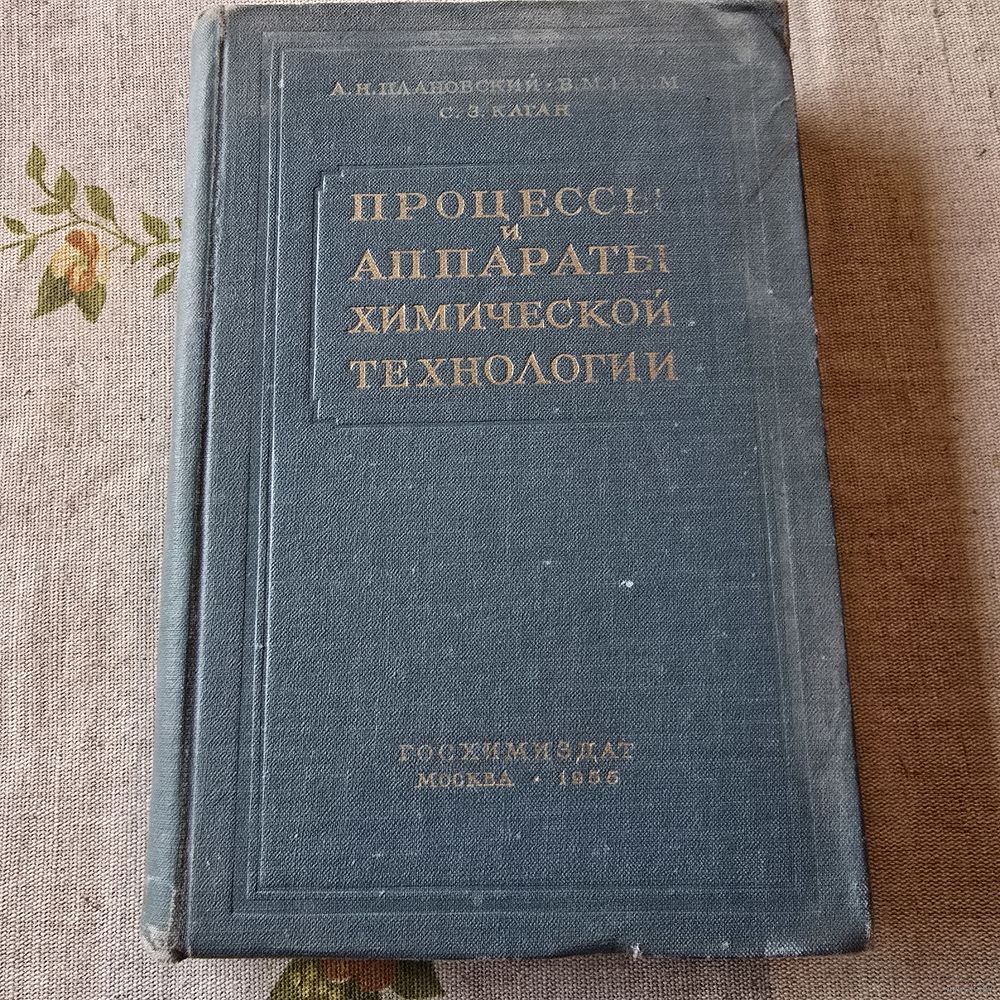 А.Н.ПЛАНОВСКИЙ · В.М.
С. З. КАГАН
ПРОЦЕССЫ
И
АППАРАТЫ
ХИМИЧЕСКОЙ
ТЕХНОЛОГИИ
ГОСХИМИЗДАТ
МОСКВА · 1955